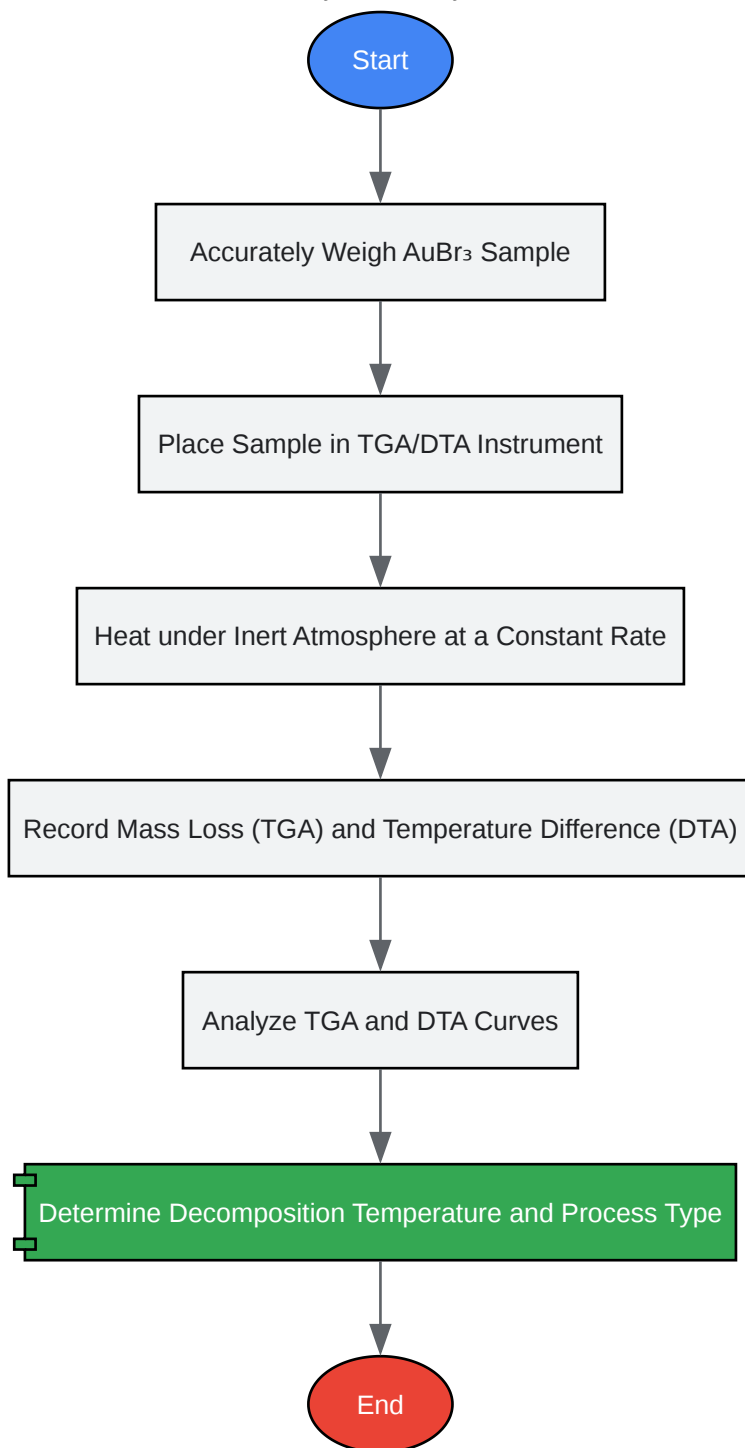 Start
Accurately Weigh AuBr₃ Sample
Place Sample in TGA/DTA Instrument
Heat under Inert Atmosphere at a Constant Rate
Record Mass Loss (TGA) and Temperature Difference (DTA)
Analyze TGA and DTA Curves
Determine Decomposition Temperature and Process Type
End